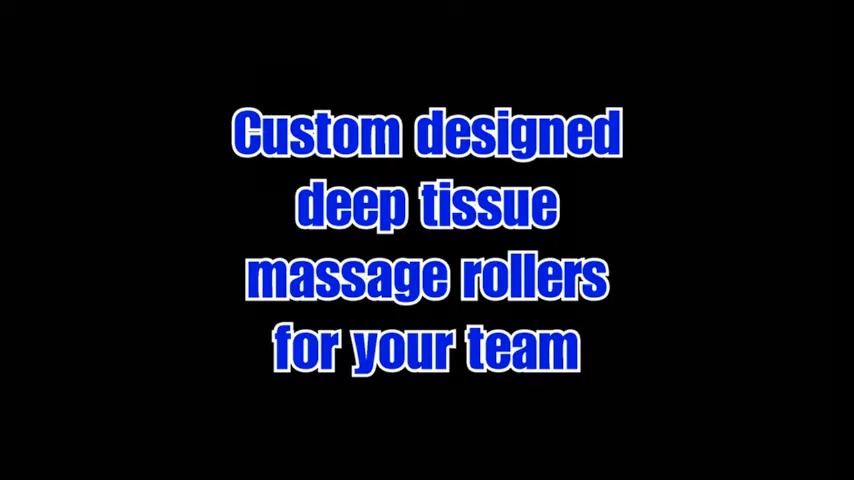 Custom designed
deep tissue
massage rollers
for your team